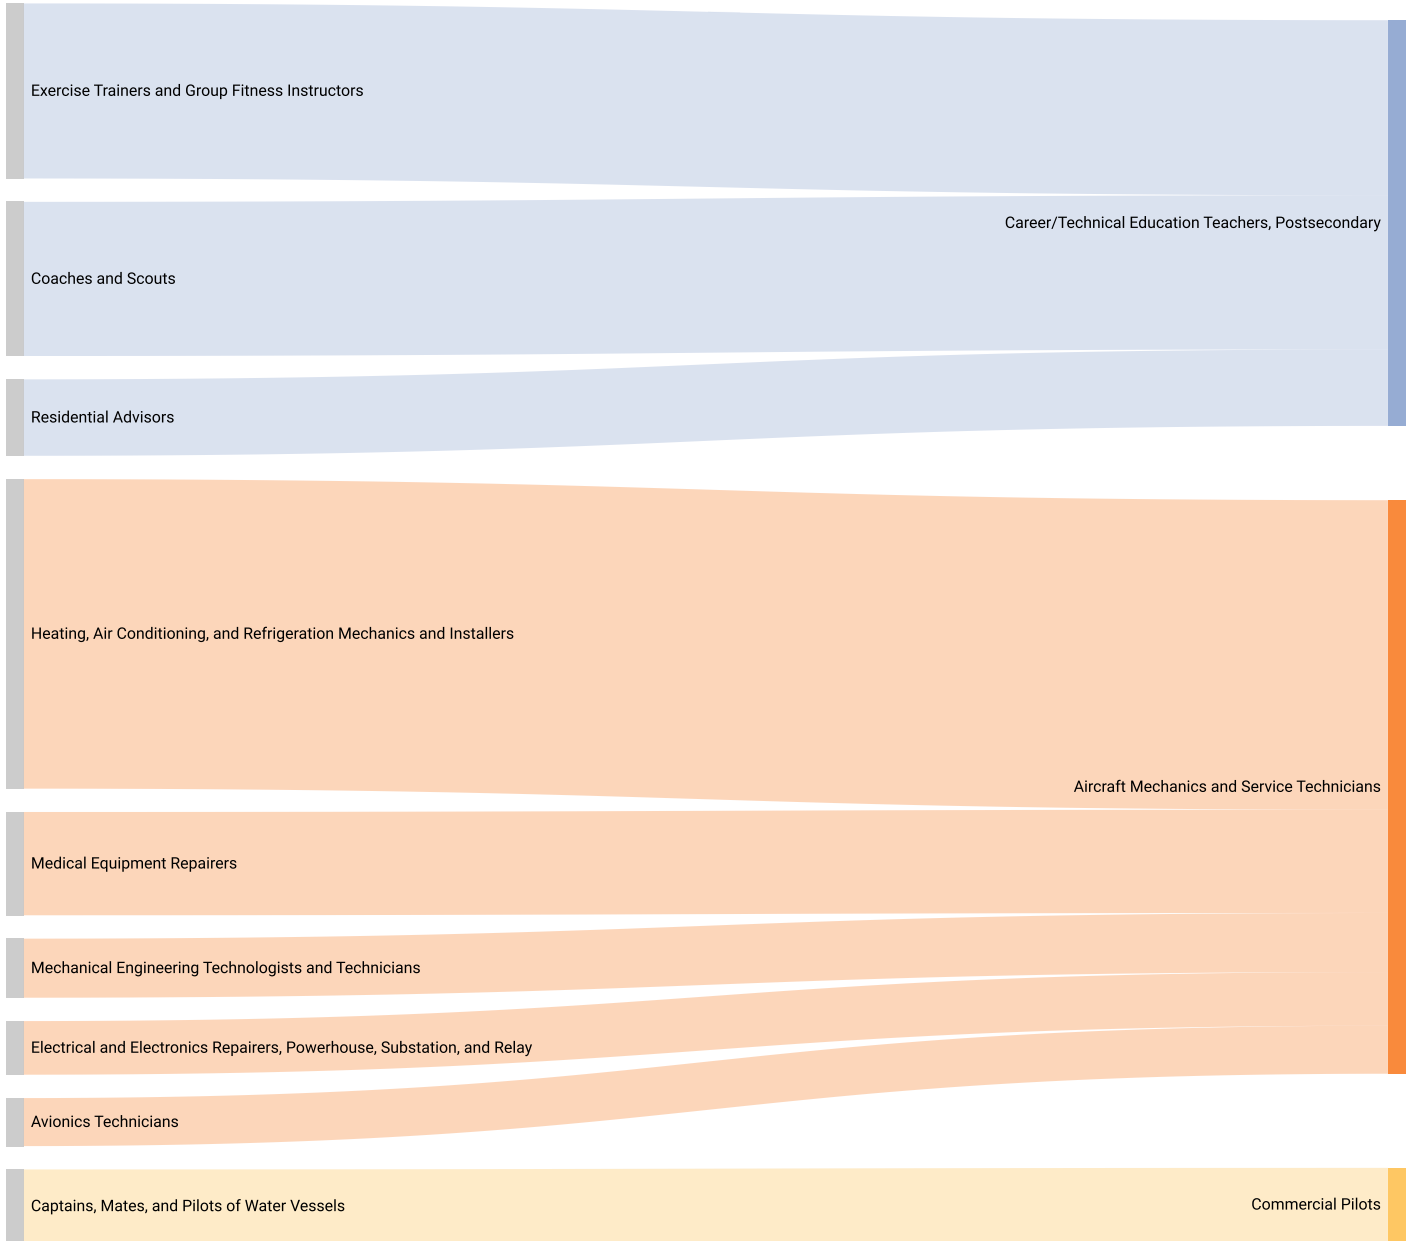 Exercise Trainers and Group Fitness Instructors
Career/Technical Education Teachers, Postsecondary
Coaches and Scouts
Residential Advisors
Heating, Air Conditioning, and Refrigeration Mechanics and Installers
Aircraft Mechanics and Service Technicians
Medical Equipment Repairers
Mechanical Engineering Technologists and Technicians
Electrical and Electronics Repairers, Powerhouse, Substation, and Relay
Avionics Technicians
Captains, Mates, and Pilots of Water Vessels
Commercial Pilots